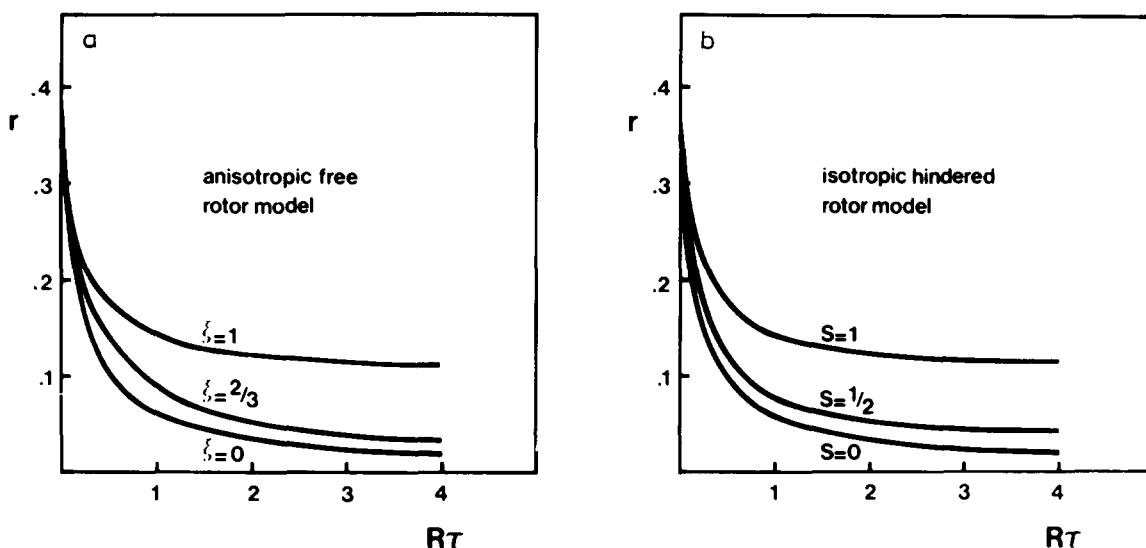 a
.4
r
.3
.2
.1
anisotropic free
rotor model
ξ=1
ξ=2/3
ξ=0
1 2 3 4
Rτ
b
.4
r
.3
.2
.1
isotropic hindered
rotor model
S=1
S=1/2
S=0
1 2 3 4
Rτ